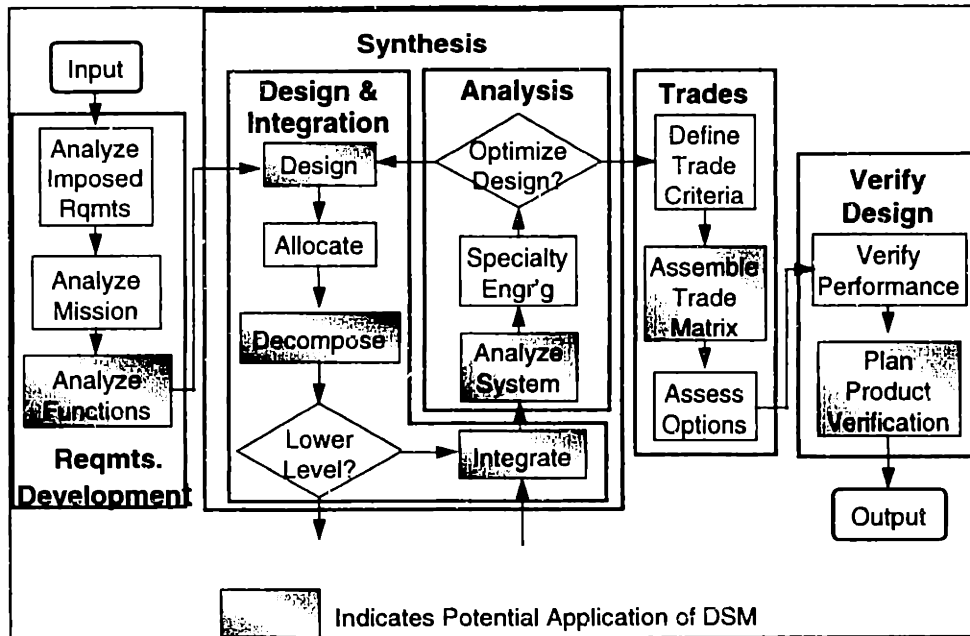 Input
Analyze
Imposed
Rqmts
Analyze
Mission
Analyze
Functions
Reqmts.
Development
Synthesis
Design &
Integration
Design
Allocate
Decompose
Lower
Level?
Integrate
Analysis
Optimize
Design?
Specialty
Engr'g
Analyze
System
Trades
Define
Trade
Criteria
Assemble
Trade
Matrix
Assess
Options
Verify
Design
Verify
Performance
Plan
Product
Verification
Output
Indicates Potential Application of DSM